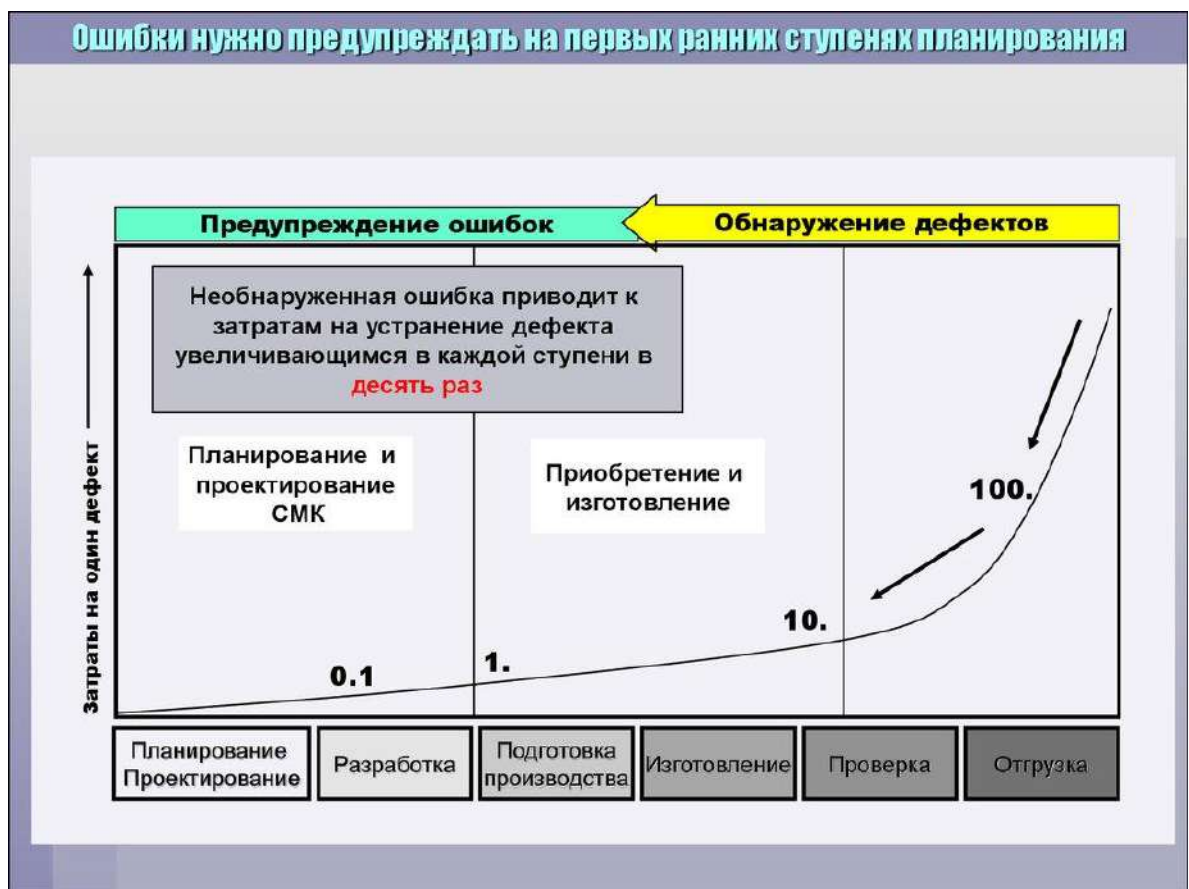 Ошибки нужно предупреждать на первых ранних ступенях планирования
Предупреждение ошибок
Обнаружение дефектов
Необнаруженная ошибка приводит к
затратам на устранение дефекта
увеличивающимся в каждой ступени в
десять раз
Затраты на один дефект
Планирование и
проектирование
СМК
Приобретение и
изготовление
100.
10.
1.
0.1
Планирование
Проектирование
Разработка
Подготовка
производства
Изготовление
Проверка
Отгрузка